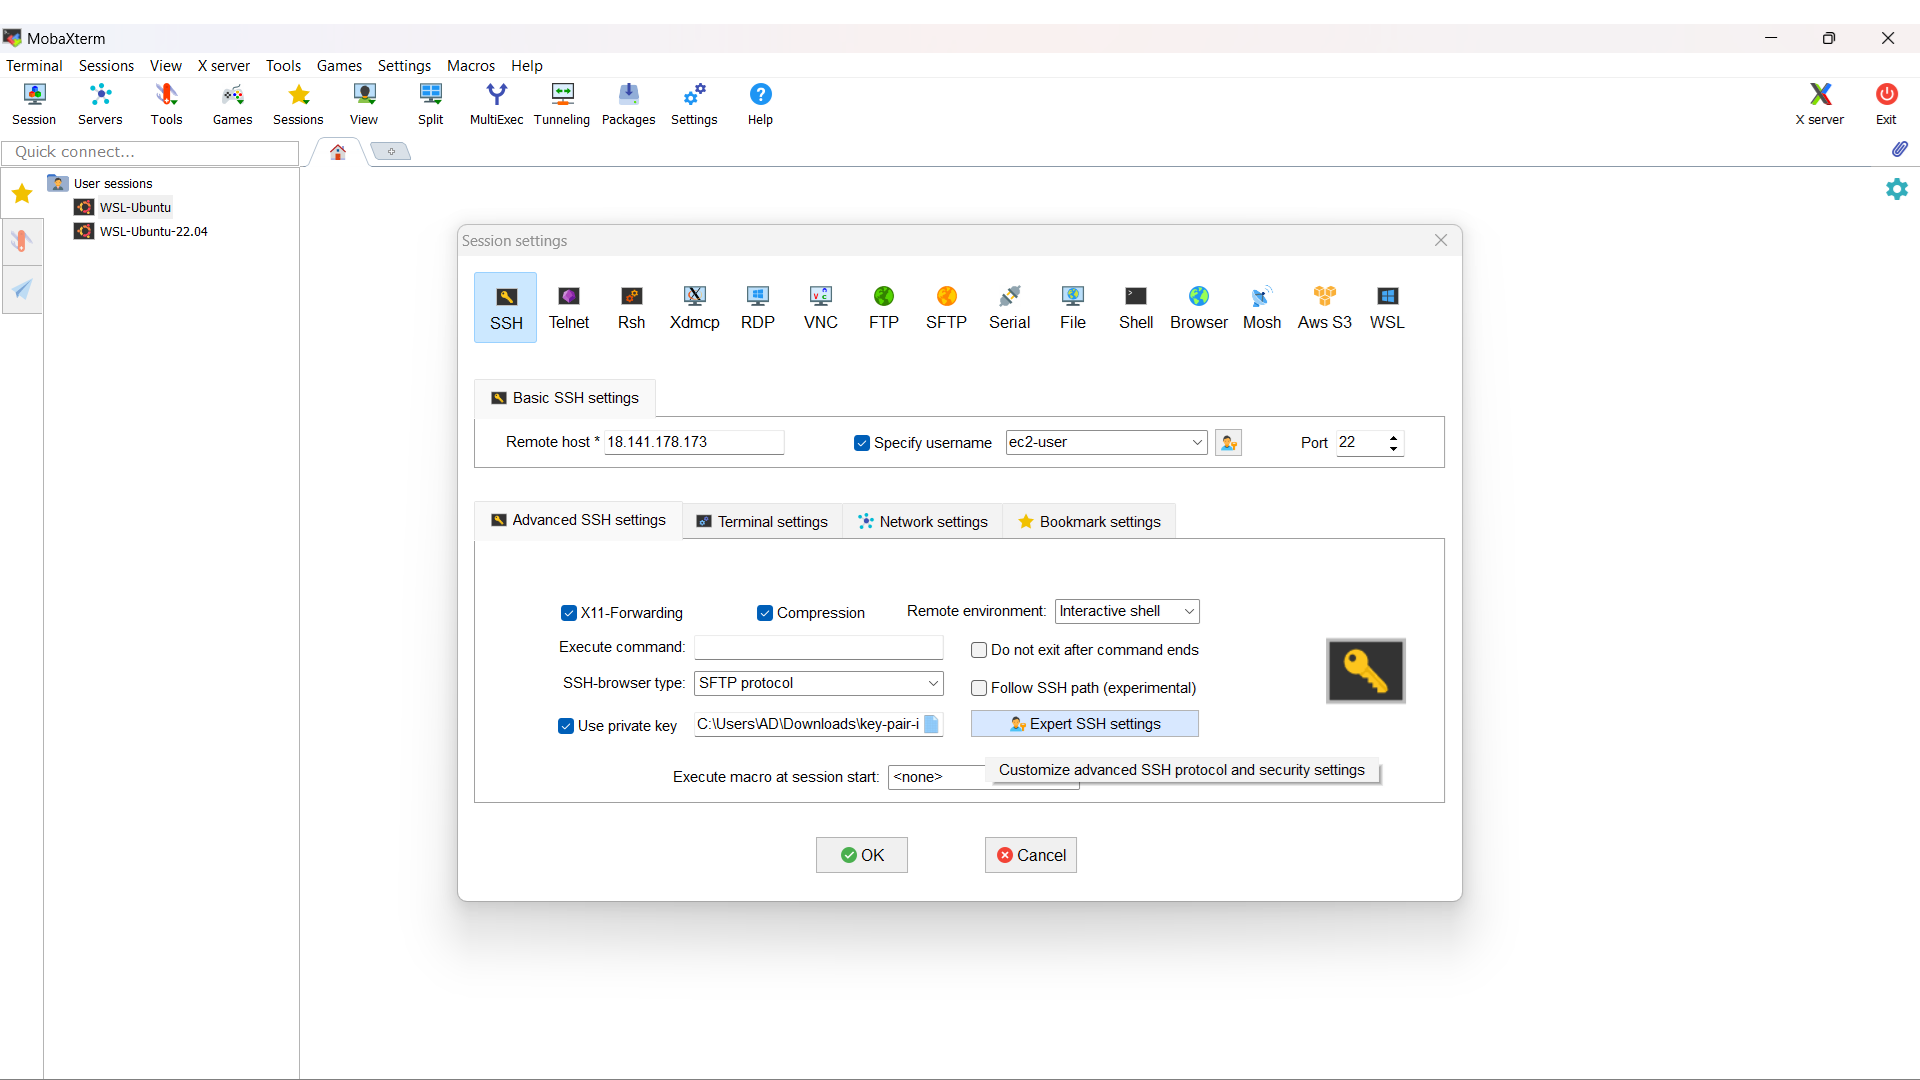 MobaXterm
Terminal Sessions View X server Tools Games Settings Macros Help
Session Servers Tools Games Sessions View Split MultiExec Tunneling Packages Settings Help X server Exit
Quick connect...
User sessions
WSL-Ubuntu
WSL-Ubuntu-22.04
Session settings
SSH Telnet Rsh Xdmcp RDP VNC FTP SFTP Serial File Shell Browser Mosh Aws S3 WSL
Basic SSH settings
Remote host * 18.141.178.173 Specify username ec2-user Port 22
Advanced SSH settings Terminal settings Network settings Bookmark settings
X11-Forwarding Compression Remote environment: Interactive shell
Execute command: Do not exit after command ends
SSH-browser type: SFTP protocol Follow SSH path (experimental)
Use private key C:\Users\AD\Downloads\key-pair-i Expert SSH settings
Customize advanced SSH protocol and security settings
Execute macro at session start: <none>
OK Cancel